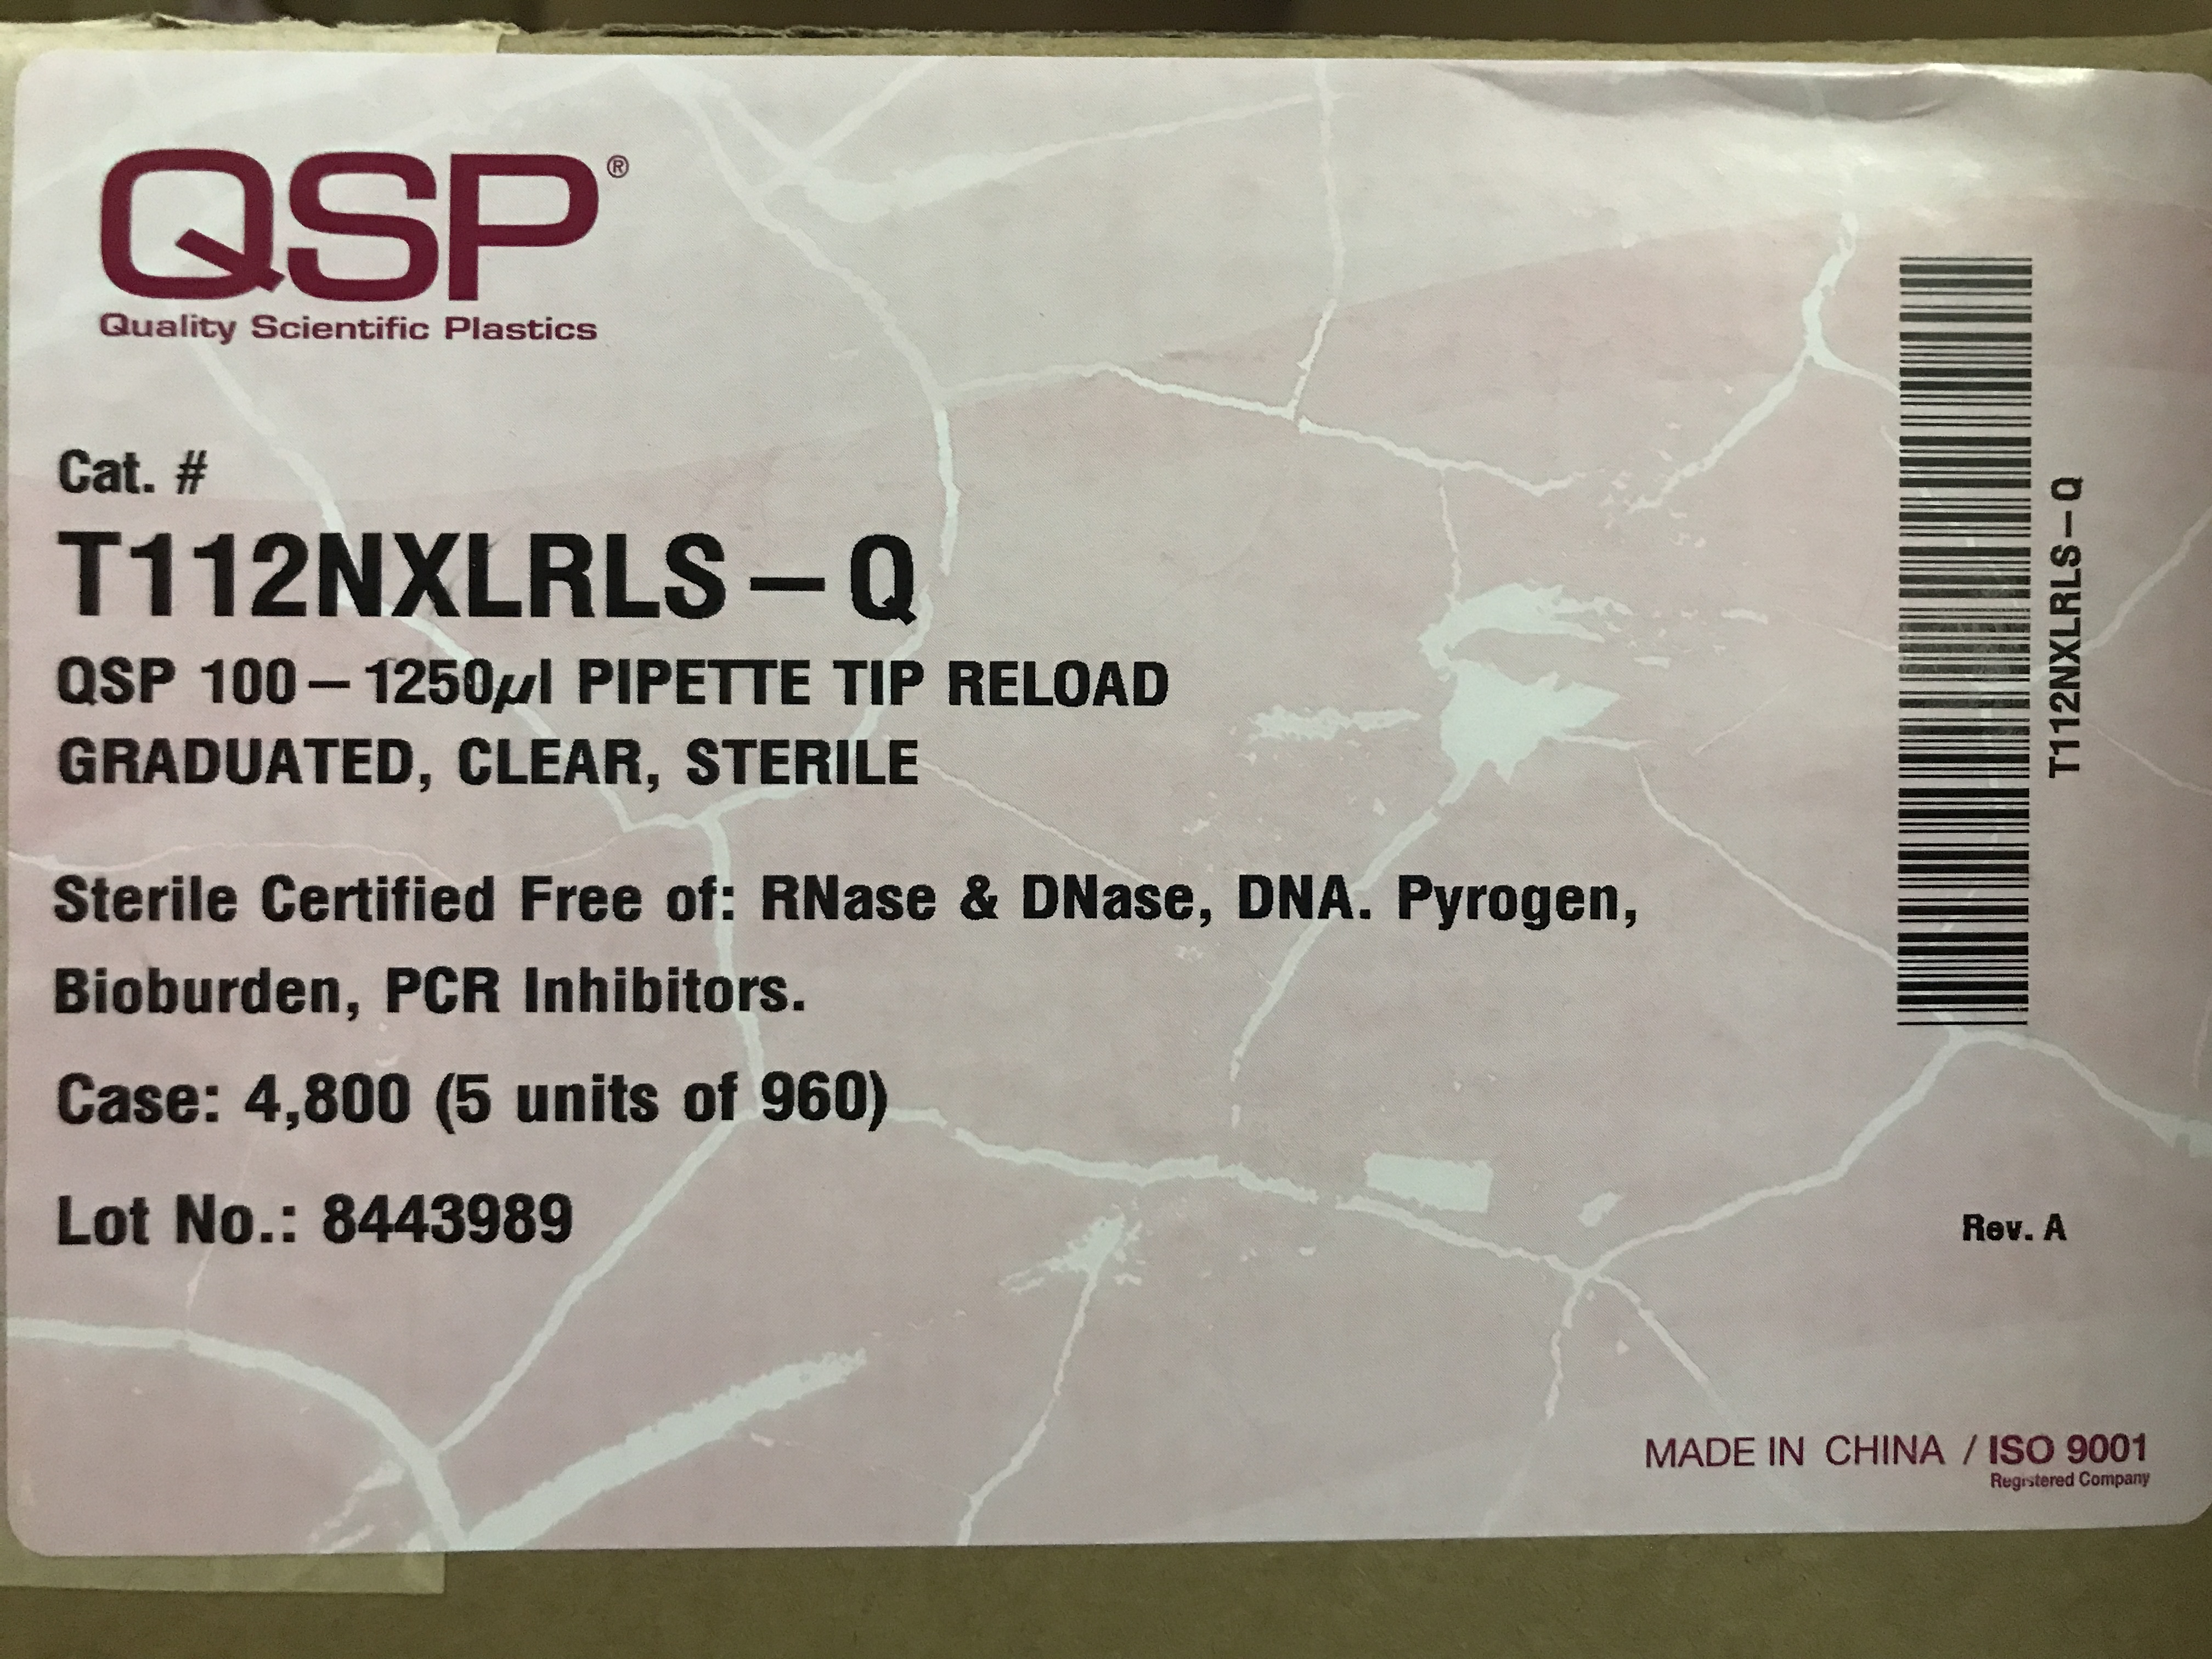 QSP®
Quality Scientific Plastics
Cat. #
T112NXLRLS – Q
QSP 100 – 1250µl PIPETTE TIP RELOAD
GRADUATED, CLEAR, STERILE
Sterile Certified Free of: RNase & DNase, DNA. Pyrogen,
Bioburden, PCR Inhibitors.
Case: 4,800 (5 units of 960)
Lot No.: 8443989
T112NXLRLS – Q
Rev. A
MADE IN CHINA / ISO 9001
Registered Company